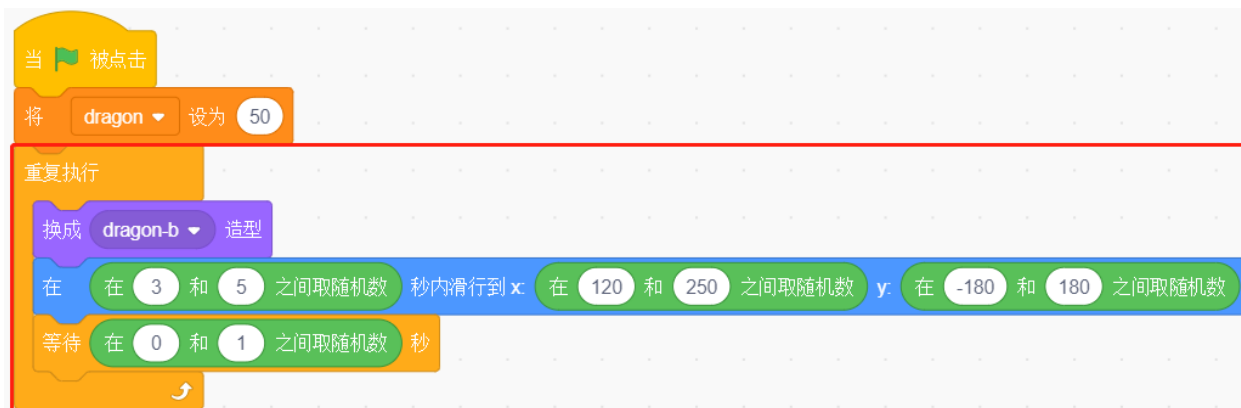 当 被点击
将 dragon 设为 50
重复执行
换成 dragon-b 造型
在 在 3 和 5 之间取随机数 秒内滑行到 x: 在 120 和 250 之间取随机数 y: 在 -180 和 180 之间取随机数
等待 在 0 和 1 之间取随机数 秒